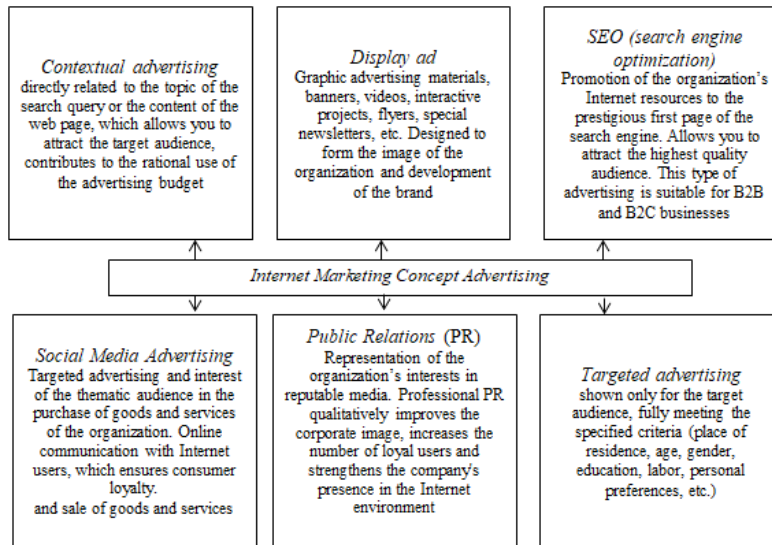 Contextual advertising
directly related to the topic of the
search query or the content of the
web page, which allows you to
attract the target audience,
contributes to the rational use of
the advertising budget
Display ad
Graphic advertising materials,
banners, videos, interactive
projects, flyers, special
newsletters, etc. Designed to
form the image of the
organization and development of
the brand
SEO (search engine
optimization)
Promotion of the organization's
Internet resources to the
prestigious first page of the
search engine. Allows you to
attract the highest quality
audience. This type of
advertising is suitable for B2B
and B2C businesses
Internet Marketing Concept Advertising
Social Media Advertising
Targeted advertising and interest
of the thematic audience in the
purchase of goods and services
of the organization. Online
communication with Internet
users, which ensures consumer
loyalty.
and sale of goods and services
Public Relations (PR)
Representation of the
organization's interests in
reputable media. Professional PR
qualitatively improves the
corporate image, increases the
number of loyal users and
strengthens the company's
presence in the Internet
environment
Targeted advertising
shown only for the target
audience, fully meeting the
specified criteria (place of
residence, age, gender,
education, labor, personal
preferences, etc.)